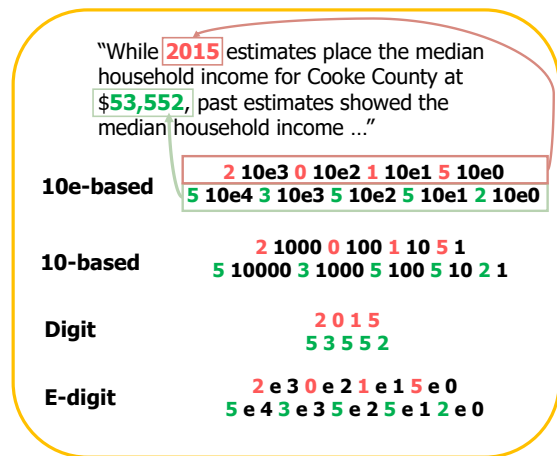 “While 2015 estimates place the median
household income for Cooke County at
$53,552, past estimates showed the
median household income …”
10e-based
2 10e3 0 10e2 1 10e1 5 10e0
5 10e4 3 10e3 5 10e2 5 10e1 2 10e0
10-based
2 1000 0 100 1 10 5 1
5 10000 3 1000 5 100 5 10 2 1
Digit
2 0 1 5
5 3 5 5 2
E-digit
2 e 3 0 e 2 1 e 1 5 e 0
5 e 4 3 e 3 5 e 2 5 e 1 2 e 0